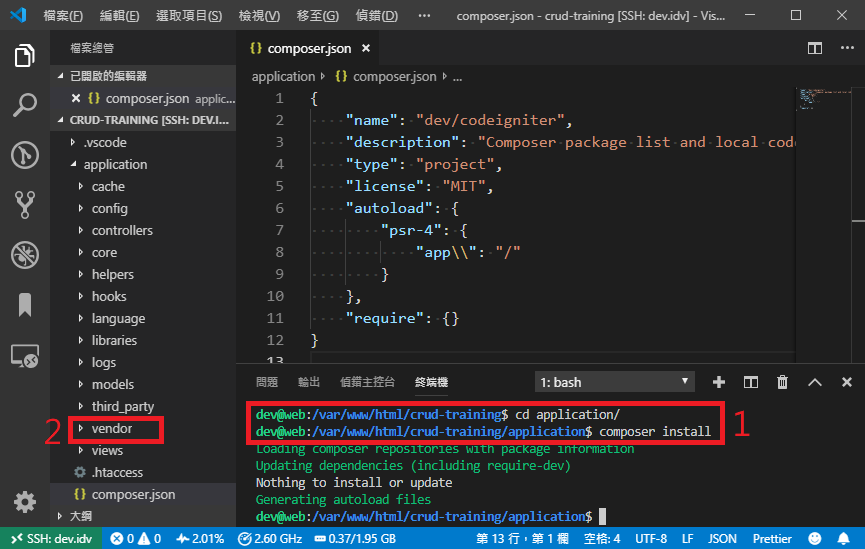 檔案(F) 編輯(E) 選取項目(S) 檢視(V) 移至(G) 偵錯(D) ··· composer.json - crud-training [SSH: dev.idv] - Vis...
檔案總管
已開啟的編輯器
composer.json applic...
CRUD-TRAINING [SSH: DEV.I...
.vscode
application
cache
config
controllers
core
helpers
hooks
language
libraries
logs
models
third_party
2 vendor
views
.htaccess
{} composer.json
大綱
{} composer.json
application {} composer.json ...
1 {
2 "name": "dev/codeigniter",
3 "description": "Composer package list and local cod
4 "type": "project",
5 "license": "MIT",
6 "autoload": {
7 "psr-4": {
8 "app\\": "/"
9 }
10 },
11 "require": {}
12 }
13
問題 輸出 偵錯主控台 終端機 1: bash
dev@web:/var/www/html/crud-training$ cd application/
dev@web:/var/www/html/crud-training/application$ composer install
1
Loading composer repositories with package information
Updating dependencies (including require-dev)
Nothing to install or update
Generating autoload files
dev@web:/var/www/html/crud-training/application$
SSH: dev.idv 0 0 2.01% 2.60 GHz 0.37/1.95 GB 第 13 行，第 1 欄 空格: 4 UTF-8 LF JSON Prettier